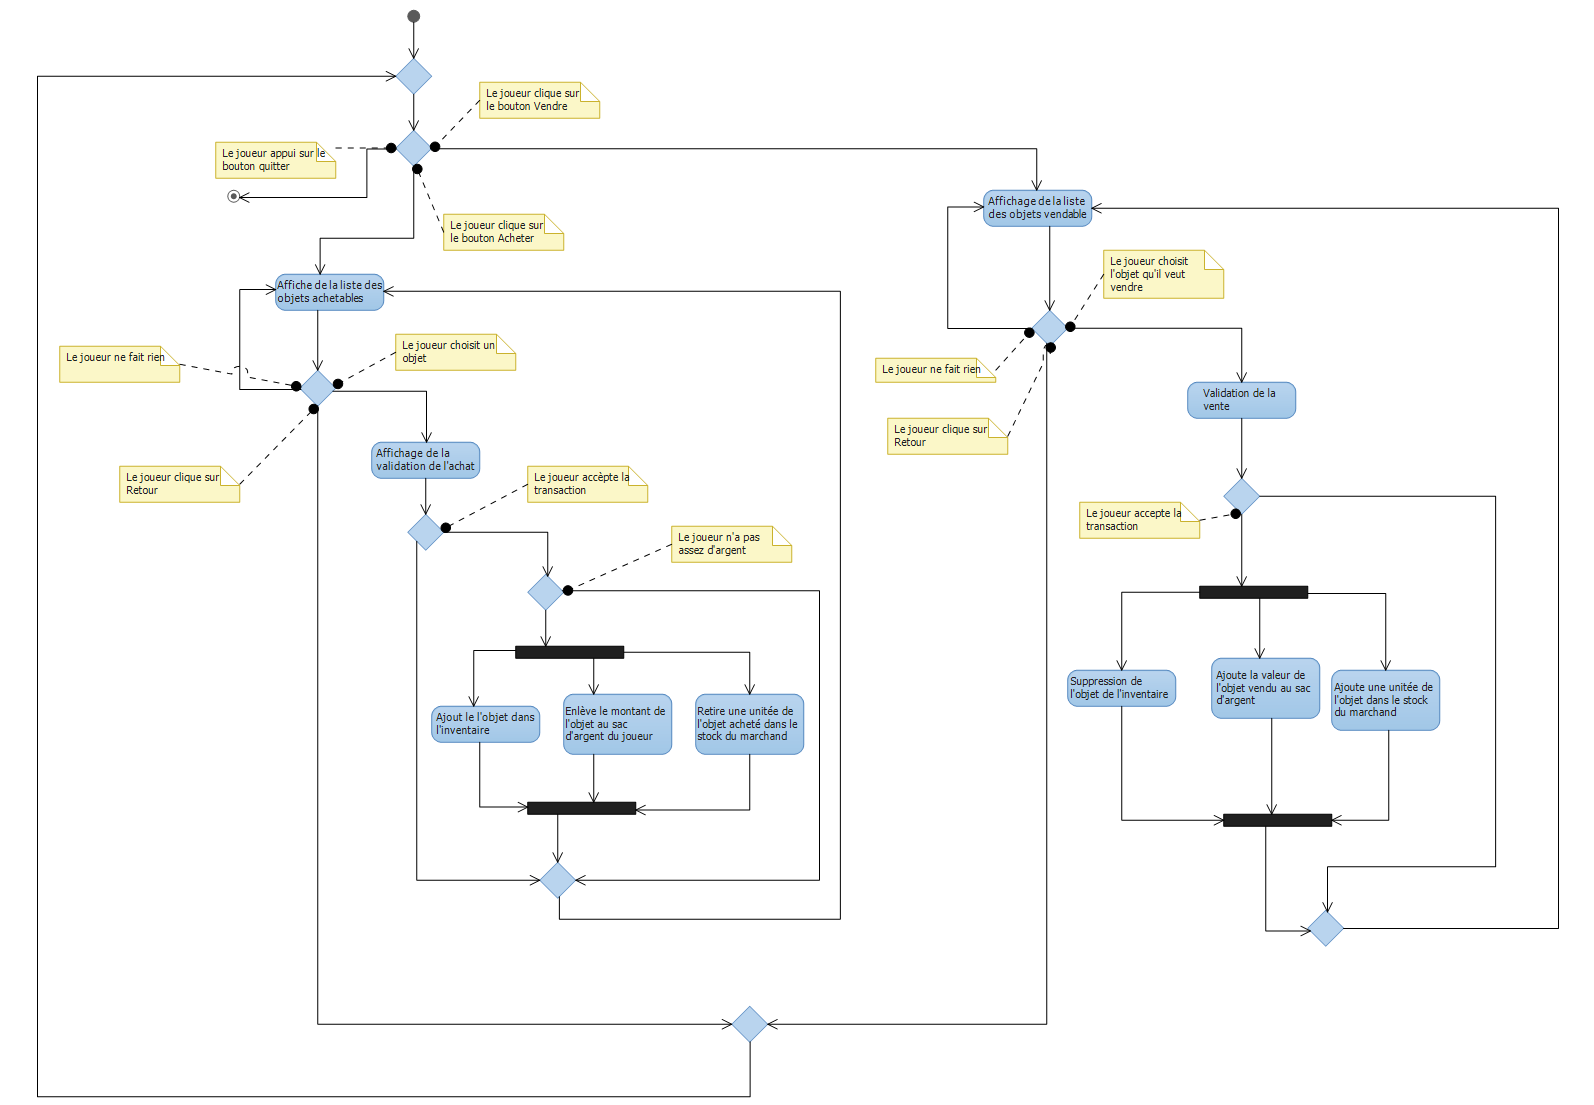 Le joueur clique sur
le bouton Vendre
Le joueur appui sur le
bouton quitter
Le joueur clique sur
le bouton Acheter
Affichage de la liste
des objets vendable
Le joueur choisit
l'objet qu'il veut
vendre
Affiche de la liste des
objets achetables
Le joueur ne fait rien
Le joueur choisit un
objet
Le joueur ne fait rien
Validation de la
vente
Le joueur clique sur
Retour
Affichage de la
validation de l'achat
Le joueur clique sur
Retour
Le joueur accèpte la
transaction
Le joueur accepte la
transaction
Le joueur n'a pas
assez d'argent
Suppression de
l'objet de l'inventaire
Ajoute la valeur de
l'objet vendu au sac
d'argent
Ajoute une unitée de
l'objet dans le stock
du marchand
Ajout le l'objet dans
l'inventaire
Enlève le montant de
l'objet au sac
d'argent du joueur
Retire une unitée de
l'objet acheté dans le
stock du marchand